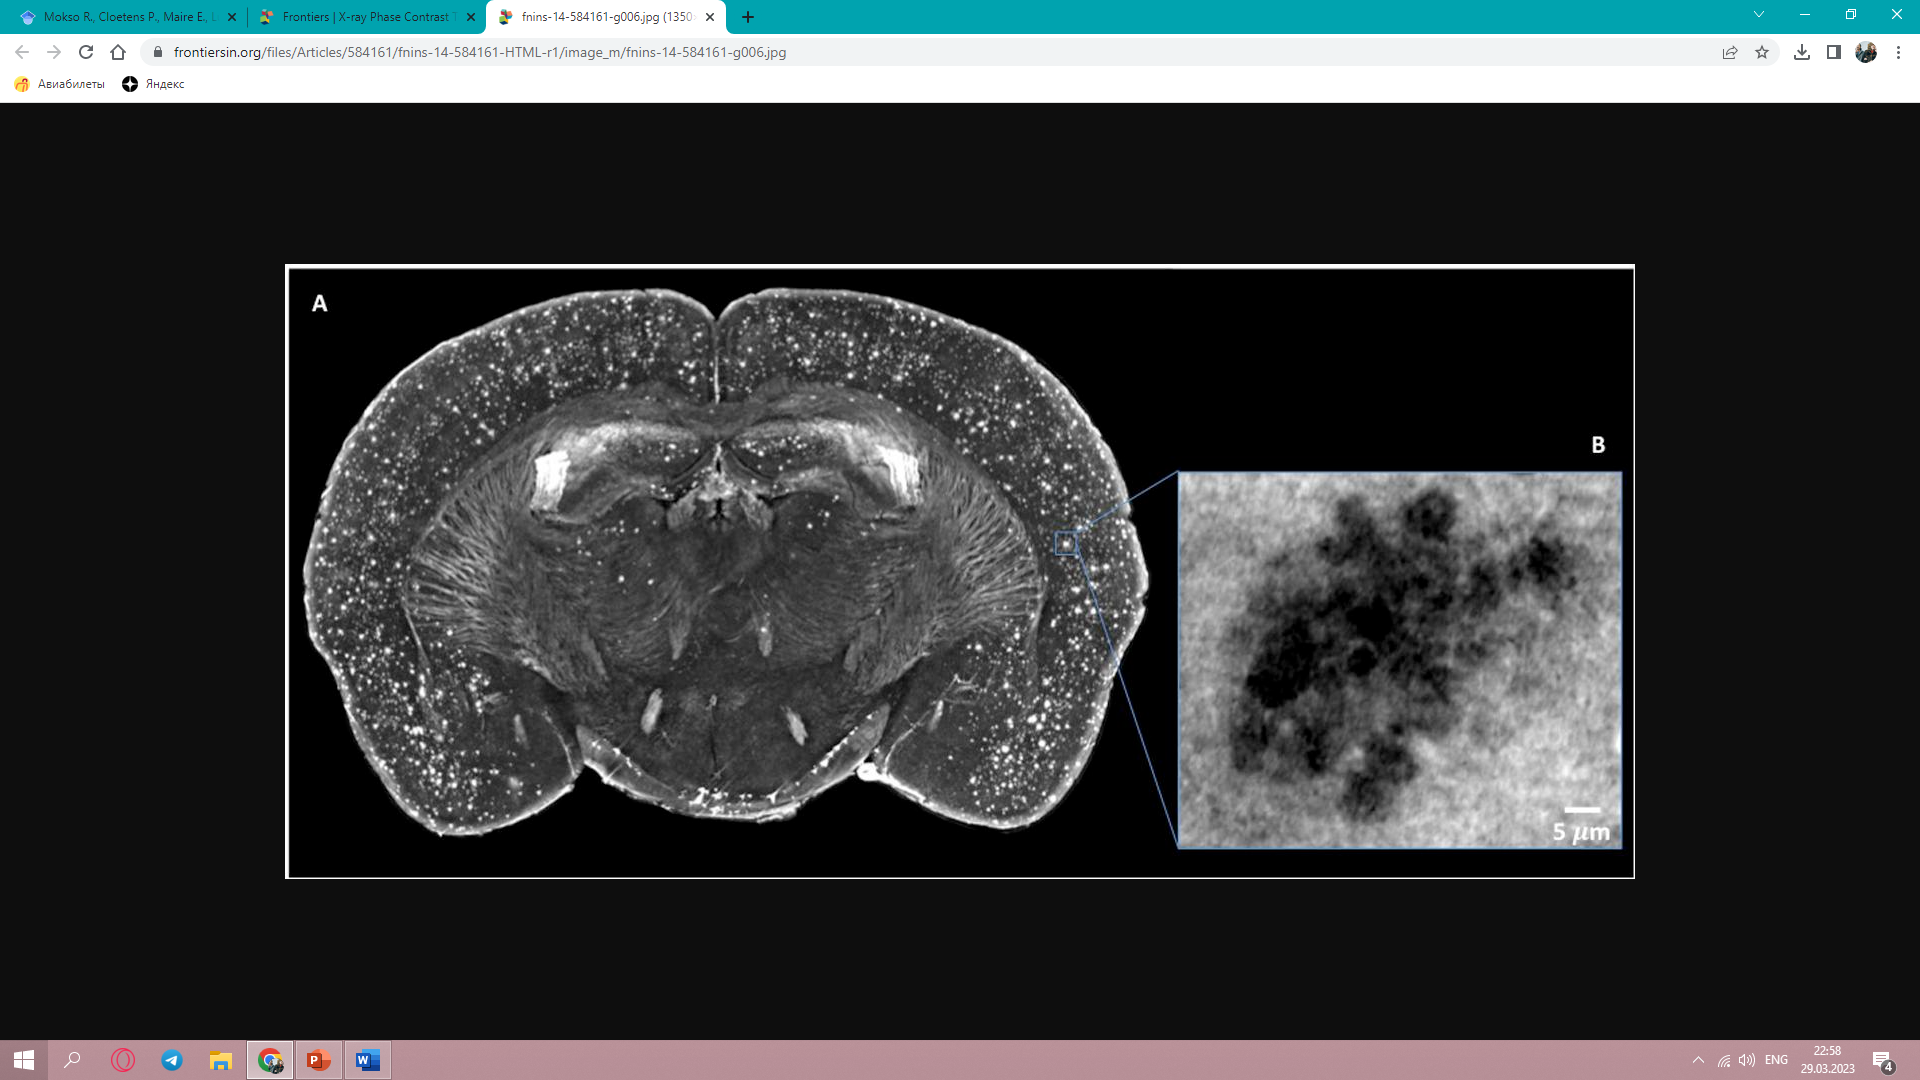 Mokso R., Cloetens P., Maire E., L
Frontiers | X-ray Phase Contrast T
fnins-14-584161-g006.jpg (1350
frontiersin.org/files/Articles/584161/fnins-14-584161-HTML-r1/image_m/fnins-14-584161-g006.jpg
Авиабилеты
Яндекс
A
B
5 μm
P
W
ENG
22:58
29.03.2023
4